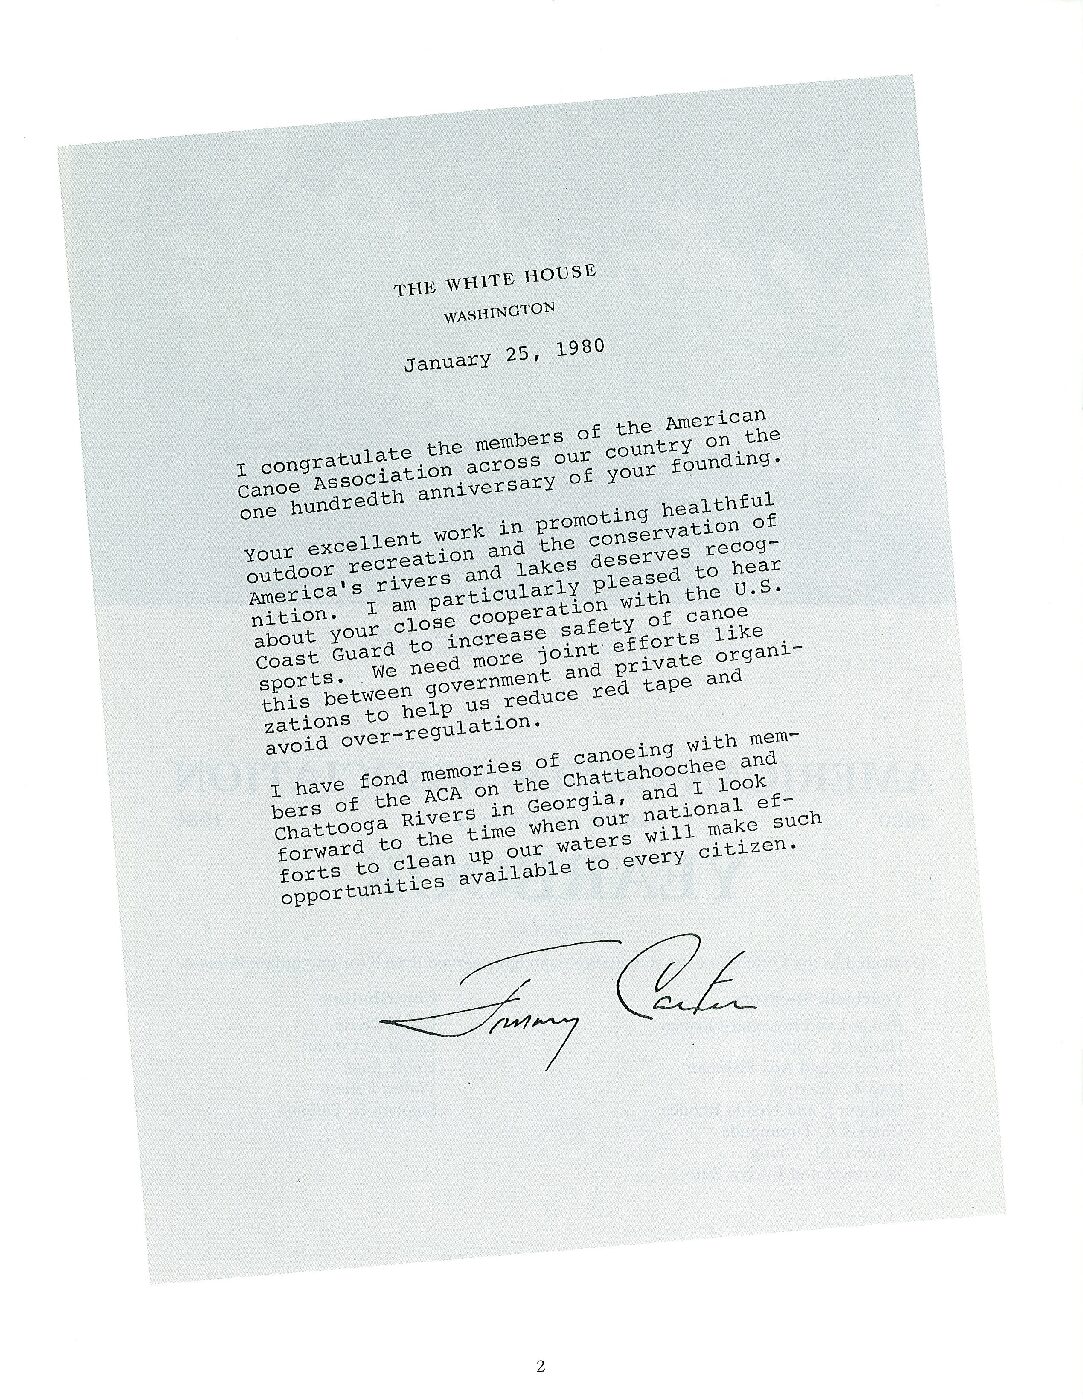 THE WHITE HOUSE
WASHINGTON
January 25, 1980
I congratulate the members of the American
Canoe Association across our country on the
one hundredth anniversary of your founding.
Your excellent work in promoting healthful
outdoor recreation and the conservation of
America's rivers and lakes deserves recog-
nition. I am particularly pleased to hear
about your close cooperation with the U.S.
Coast Guard to increase safety of canoe
sports. We need more joint efforts like
this between government and private organi-
zations to help us reduce red tape and
avoid over-regulation.
I have fond memories of canoeing with mem-
bers of the ACA on the Chattahoochee and
Chattooga Rivers in Georgia, and I look
forward to the time when our national ef-
forts to clean up our waters will make such
opportunities available to every citizen.
Jimmy Carter
2